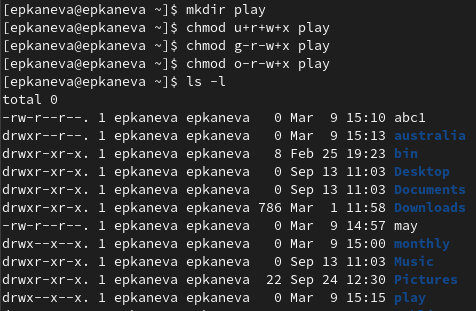 [epkaneva@epkaneva ~]$ mkdir play
[epkaneva@epkaneva ~]$ chmod u+r+w+x play
[epkaneva@epkaneva ~]$ chmod g-r-w+x play
[epkaneva@epkaneva ~]$ chmod o-r-w+x play
[epkaneva@epkaneva ~]$ ls -l
total 0
-rw-r--r--. 1 epkaneva epkaneva   0 Mar  9 15:10 abc1
drwxr--r--. 1 epkaneva epkaneva   0 Mar  9 15:13 australia
drwxr-xr-x. 1 epkaneva epkaneva   8 Feb 25 19:23 bin
drwxr-xr-x. 1 epkaneva epkaneva   0 Sep 13 11:03 Desktop
drwxr-xr-x. 1 epkaneva epkaneva   0 Sep 13 11:03 Documents
drwxr-xr-x. 1 epkaneva epkaneva 786 Mar  1 11:58 Downloads
-rw-r--r--. 1 epkaneva epkaneva   0 Mar  9 14:57 may
drwx--x--x. 1 epkaneva epkaneva   0 Mar  9 15:00 monthly
drwxr-xr-x. 1 epkaneva epkaneva   0 Sep 13 11:03 Music
drwxr-xr-x. 1 epkaneva epkaneva  22 Sep 24 12:30 Pictures
drwx--x--x. 1 epkaneva epkaneva   0 Mar  9 15:15 play